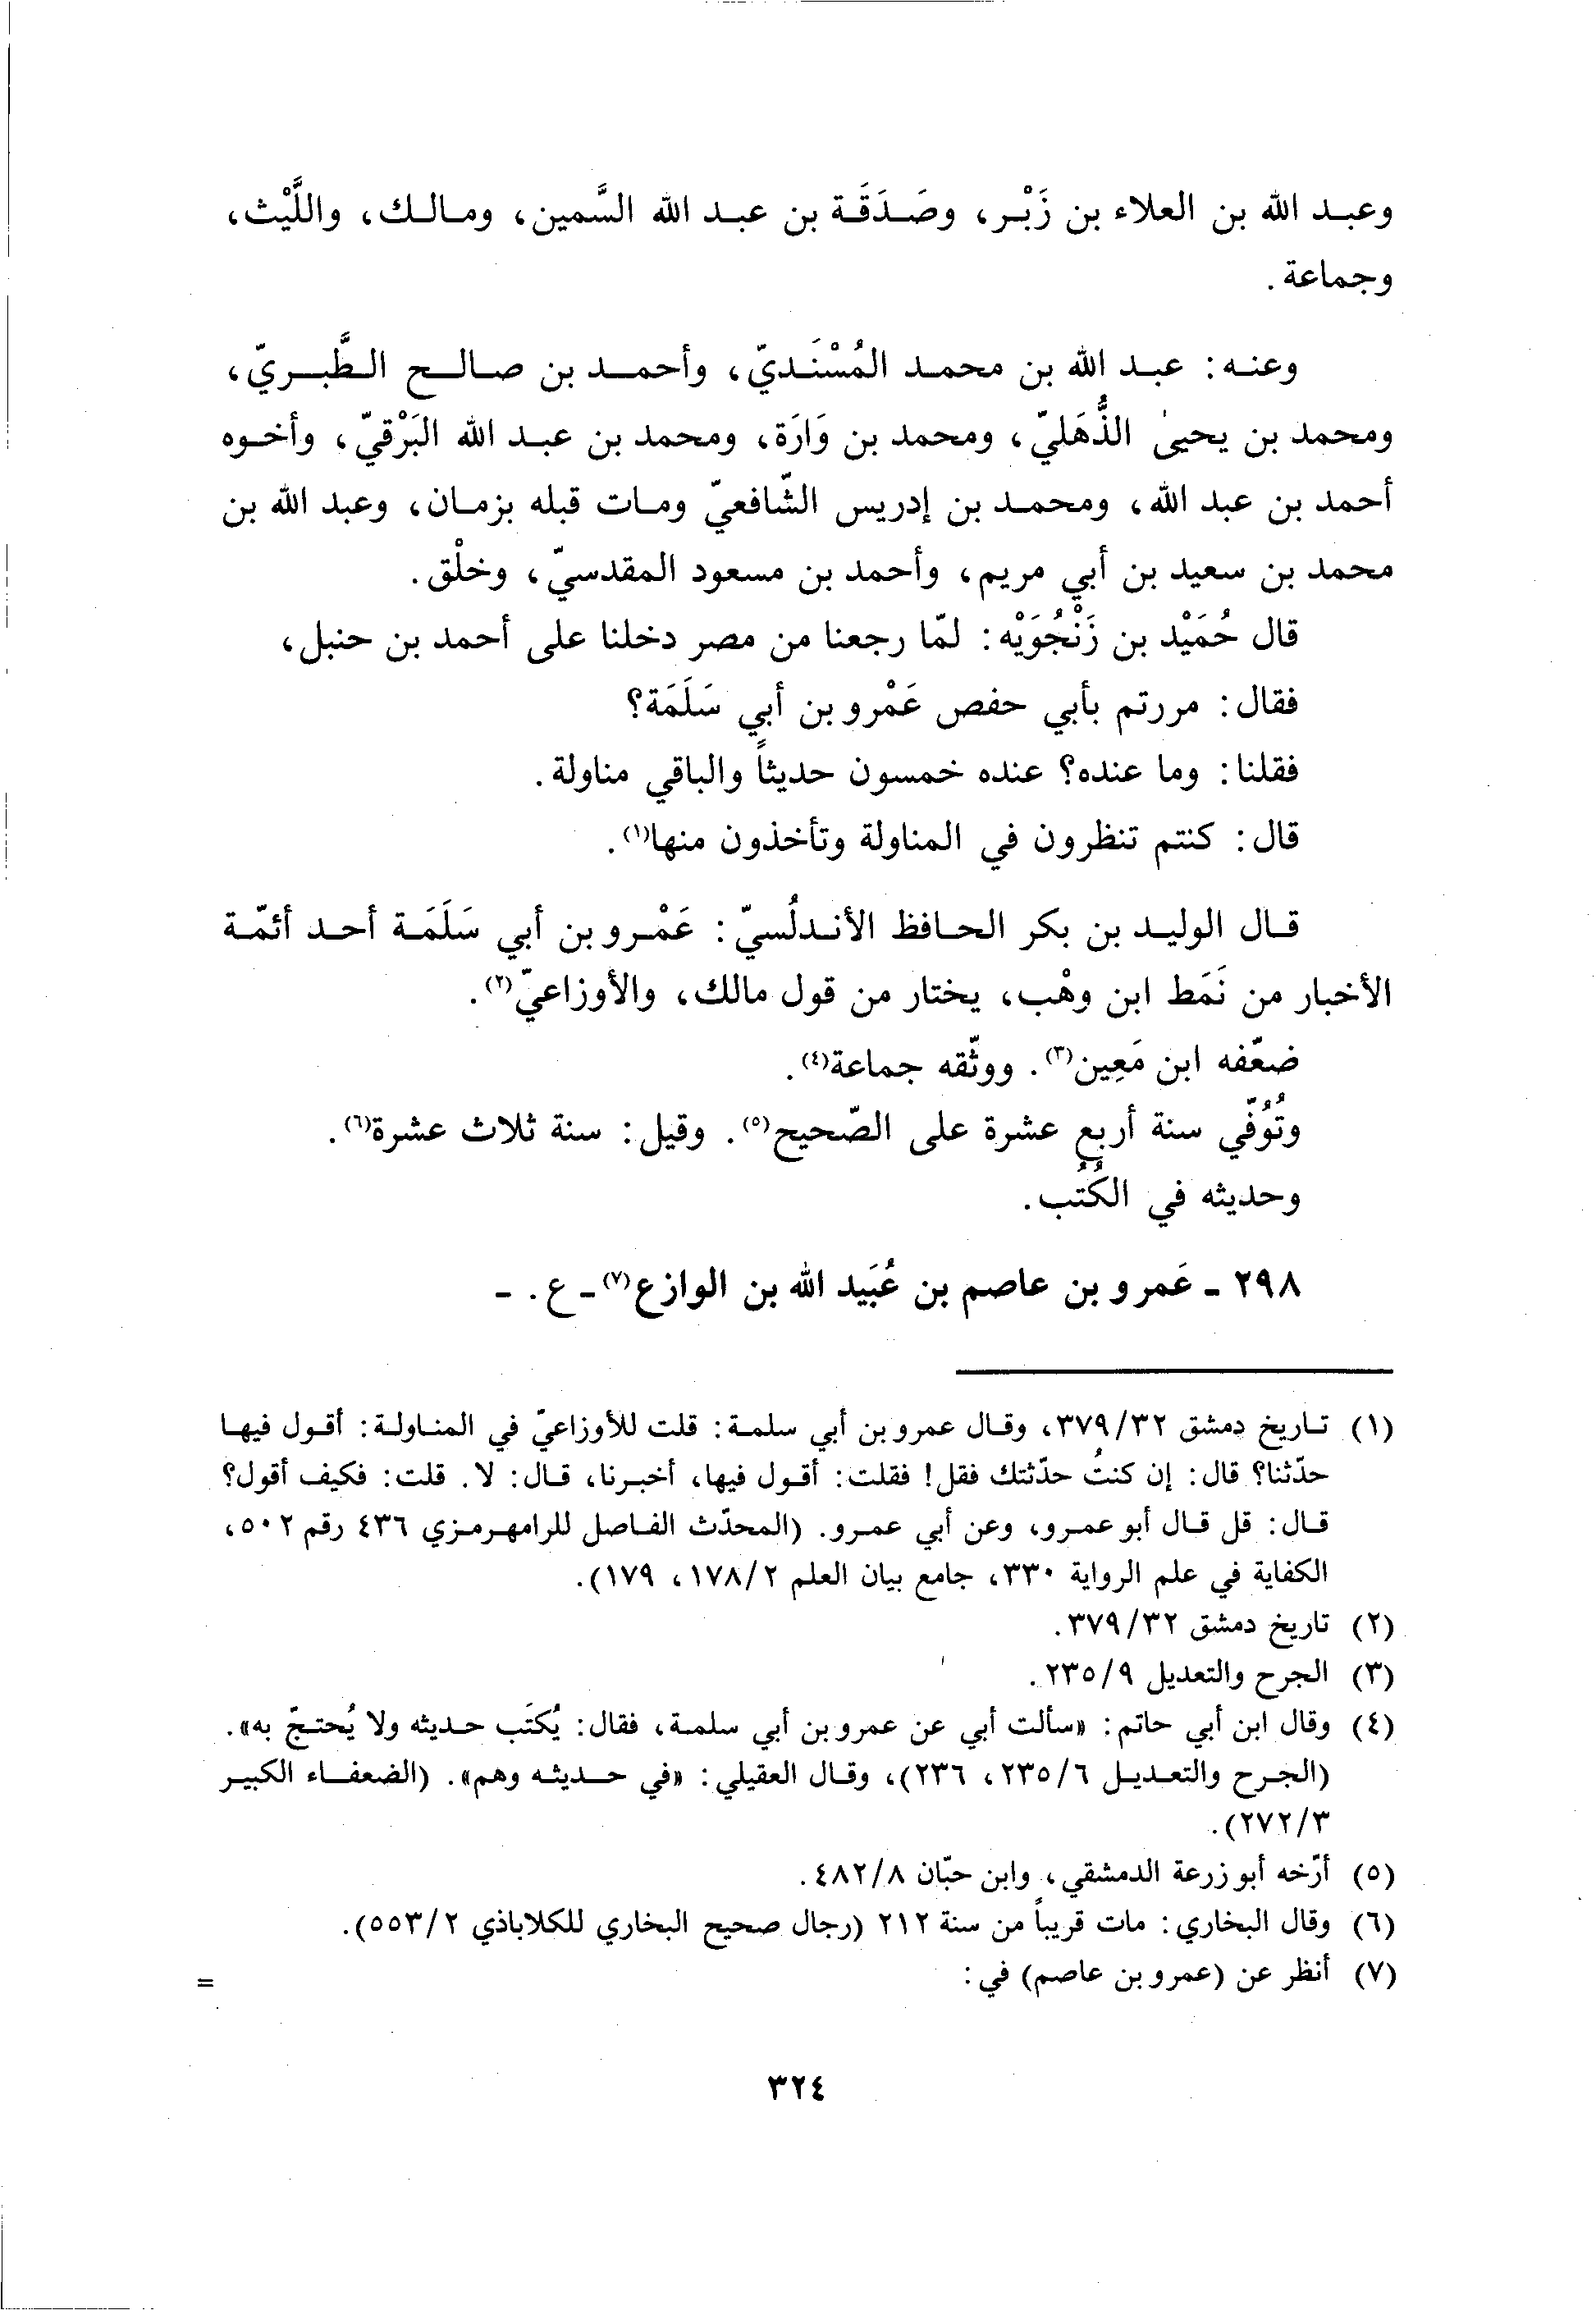 وعبد الله بن العلاء بن زَبْر، وصَدَقَة بن عبد الله السَّمين، ومالك، واللَّيْث،
وجماعة.
وعنه: عبد الله بن محمد المُسْنَديّ، وأحمد بن صالح الطَّبريّ،
ومحمد بن يحيىٰ الذُّهَليّ، ومحمد بن وَارَة، ومحمد بن عبد الله البَرْقيّ، وأخوه
أحمد بن عبد الله، ومحمد بن إدريس الشّافعيّ ومات قبله بزمان، وعبد الله بن
محمد بن سعيد بن أبي مريم، وأحمد بن مسعود المقدسيّ، وخلْق.
قال حُمَيْد بن زَنْجُوَيْه: لمّا رجعنا من مصر دخلنا على أحمد بن حنبل،
فقال: مررتم بأبي حفص عَمْرو بن أبي سَلَمَة؟
فقلنا: وما عنده؟ عنده خمسون حديثاً والباقي مناولة.
قال: كنتم تنظرون في المناولة وتأخذون منها(١).
قال الوليد بن بكر الحافظ الأندلُسيّ: عَمْرو بن أبي سَلَمَة أحد أئمّة
الأخبار من نَمَط ابن وهْب، يختار من قول مالك، والأوزاعيّ(٢).
ضعّفه ابن مَعِين(٣). ووثّقه جماعة(٤).
وتُوُفّي سنة أربع عشرة على الصّحيح(٥). وقيل: سنة ثلاث عشرة(٦).
وحديثه في الكُتُب.
٢٩٨ - عَمرو بن عاصم بن عُبَيد الله بن الوازع(٧) - ع. -
(١) تاريخ دمشق ٣٧٩/٣٢، وقال عمرو بن أبي سلمة: قلت للأوزاعيّ في المناولة: أقول فيها
حدّثنا؟ قال: إن كنتُ حدّثتك فقل! فقلت: أقول فيها، أخبرنا، قال: لا. قلت: فكيف أقول؟
قال: قل قال أبو عمرو، وعن أبي عمرو. (المحدّث الفاصل للرامهرمزي ٤٣٦ رقم ٥٠٢،
الكفاية في علم الرواية ٣٣٠، جامع بيان العلم ١٧٨/٢، ١٧٩).
(٢) تاريخ دمشق ٣٧٩/٣٢.
(٣) الجرح والتعديل ٢٣٥/٩.
(٤) وقال ابن أبي حاتم: «سألت أبي عن عمرو بن أبي سلمة، فقال: يُكتَب حديثه ولا يُحتجّ به».
(الجرح والتعديل ٢٣٥/٦، ٢٣٦)، وقال العقيلي: «في حديثه وهم». (الضعفاء الكبير
٢٧٢/٣).
(٥) أرّخه أبو زرعة الدمشقي، وابن حبّان ٤٨٢/٨.
(٦) وقال البخاري: مات قريباً من سنة ٢١٢ (رجال صحيح البخاري للكلاباذي ٥٥٣/٢).
(٧) أنظر عن (عمرو بن عاصم) في: =
٣٢٤